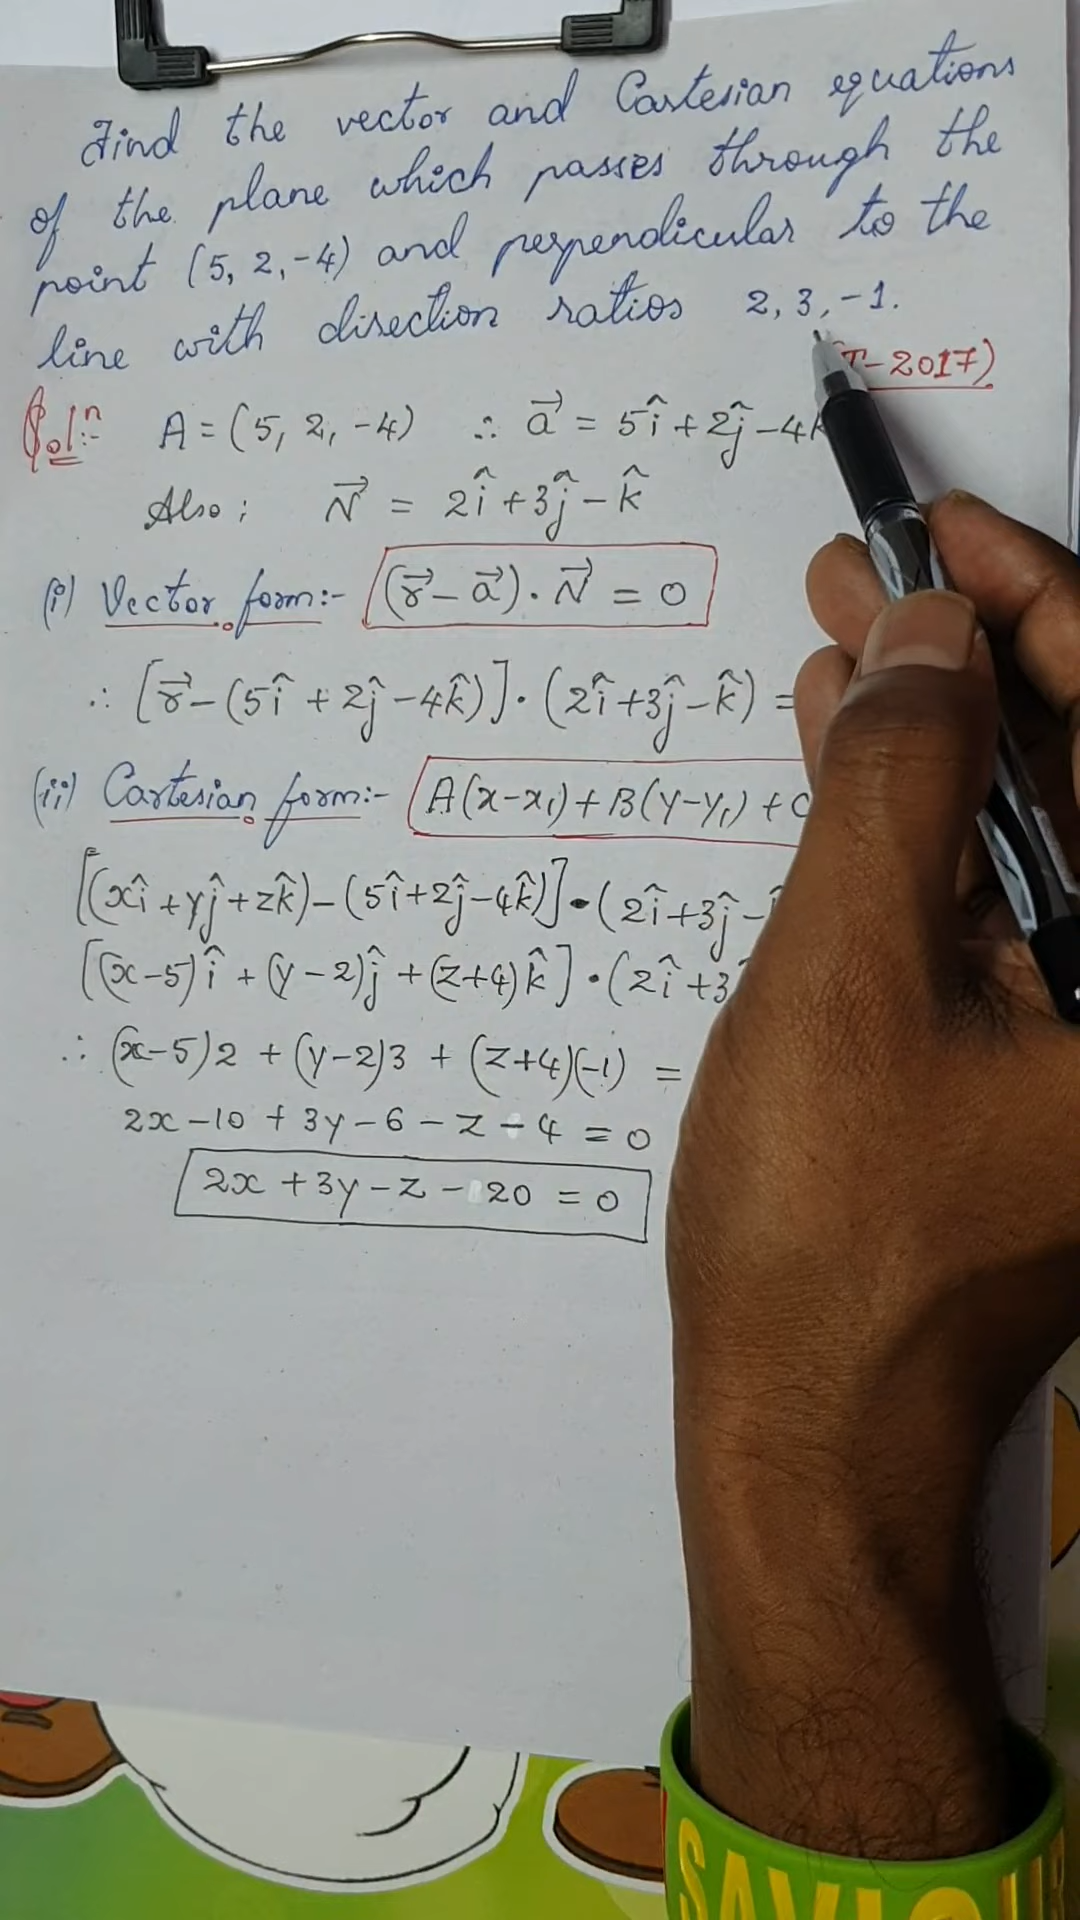 Find the vector and Cartesian equations
of the plane which passes through the
point (5, 2, -4) and perpendicular to the
line with direction ratios 2, 3, -1.
T-2017)
Solⁿ:- A = (5, 2, -4) ∴ a⃗ = 5î + 2ĵ - 4k
Also; N⃗ = 2î + 3ĵ - k̂
(i) Vector form:- (r⃗ - a⃗) . N⃗ = 0
∴ [r⃗ - (5î + 2ĵ - 4k̂)] . (2î + 3ĵ - k̂) =
(ii) Cartesian form:- A(x-x₁) + B(y-y₁) + C
[(xî + yĵ + zk̂) - (5î + 2ĵ - 4k̂)] . (2î + 3ĵ -
[(x-5)î + (y-2)ĵ + (z+4)k̂] . (2î + 3
∴ (x-5)2 + (y-2)3 + (z+4)(-1) =
2x - 10 + 3y - 6 - z - 4 = 0
2x + 3y - z - 20 = 0